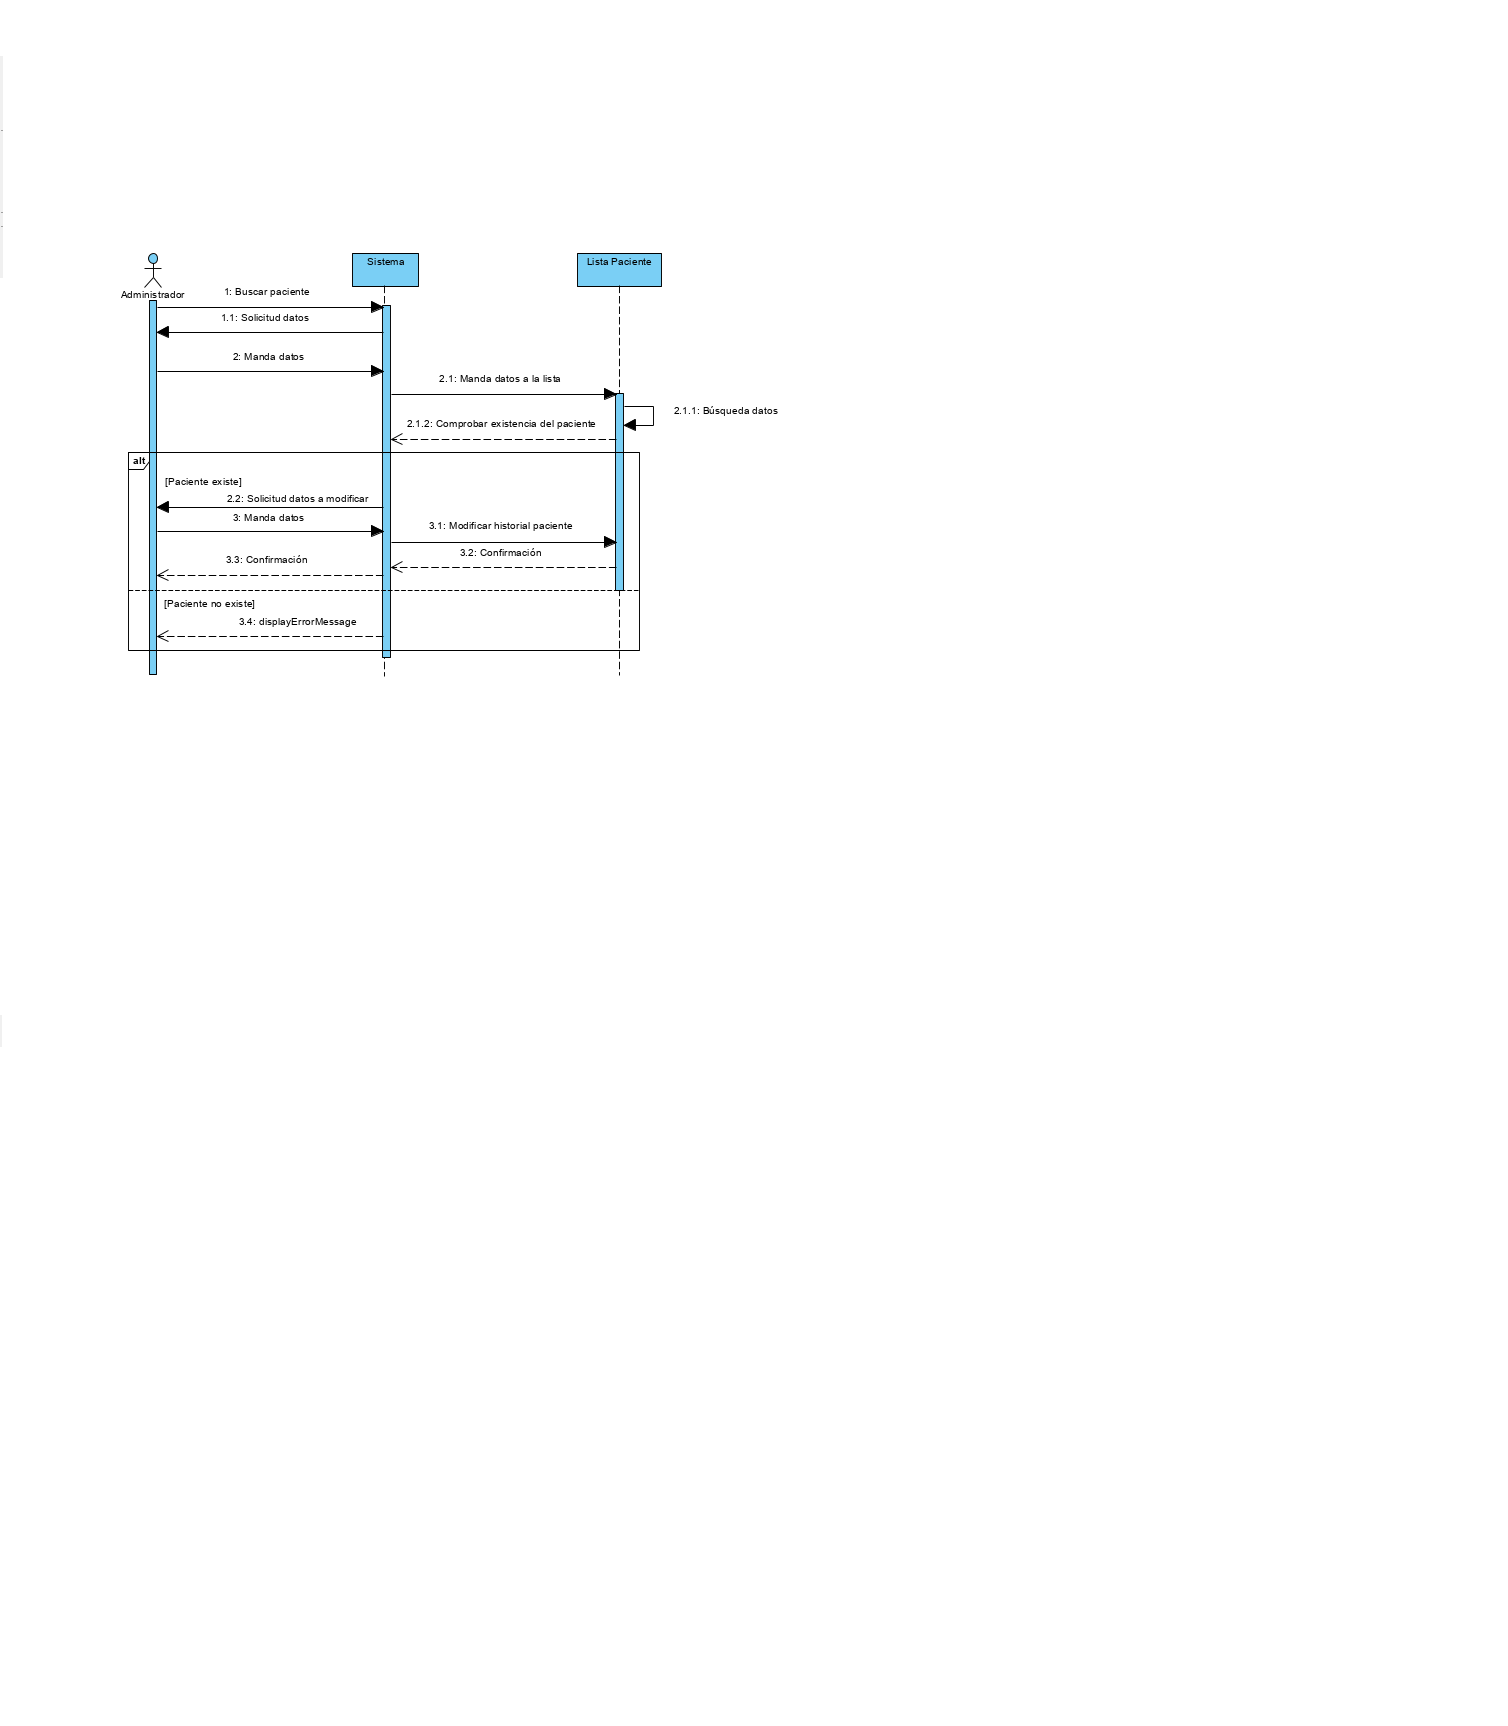 Sistema
Lista Paciente
Administrador
1: Buscar paciente
1.1: Solicitud datos
2: Manda datos
2.1: Manda datos a la lista
2.1.1: Búsqueda datos
2.1.2: Comprobar existencia del paciente
alt
[Paciente existe]
2.2: Solicitud datos a modificar
3: Manda datos
3.1: Modificar historial paciente
3.2: Confirmación
3.3: Confirmación
[Paciente no existe]
3.4: displayErrorMessage